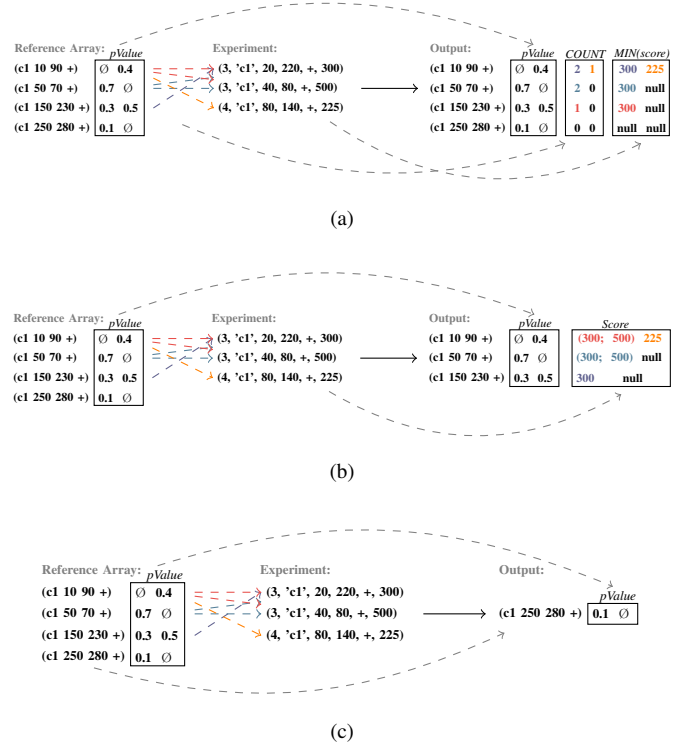 Reference Array: Experiment: Output:
pValue pValue COUNT MIN(score)
(c1 10 90 +) Ø 0.4 (3, 'c1', 20, 220, +, 300) (c1 10 90 +) Ø 0.4 2 1 300 225
(c1 50 70 +) 0.7 Ø (3, 'c1', 40, 80, +, 500) (c1 50 70 +) 0.7 Ø 2 0 300 null
(c1 150 230 +) 0.3 0.5 (4, 'c1', 80, 140, +, 225) (c1 150 230 +) 0.3 0.5 1 0 300 null
(c1 250 280 +) 0.1 Ø (c1 250 280 +) 0.1 Ø 0 0 null null
(a)
Reference Array: Experiment: Output:
pValue pValue Score
(c1 10 90 +) Ø 0.4 (3, 'c1', 20, 220, +, 300) (c1 10 90 +) Ø 0.4 (300; 500) 225
(c1 50 70 +) 0.7 Ø (3, 'c1', 40, 80, +, 500) (c1 50 70 +) 0.7 Ø (300; 500) null
(c1 150 230 +) 0.3 0.5 (4, 'c1', 80, 140, +, 225) (c1 150 230 +) 0.3 0.5 300 null
(c1 250 280 +) 0.1 Ø
(b)
Reference Array: Experiment: Output:
pValue pValue
(c1 10 90 +) Ø 0.4 (3, 'c1', 20, 220, +, 300)
(c1 50 70 +) 0.7 Ø (3, 'c1', 40, 80, +, 500) (c1 250 280 +) 0.1 Ø
(c1 150 230 +) 0.3 0.5 (4, 'c1', 80, 140, +, 225)
(c1 250 280 +) 0.1 Ø
(c)